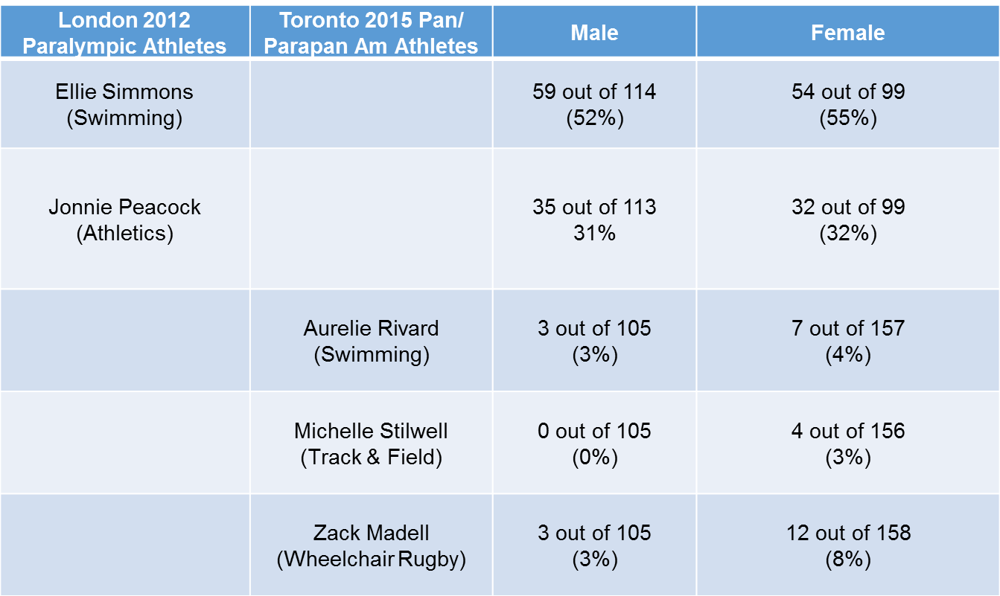 London 2012
Paralympic Athletes
Toronto 2015 Pan/
Parapan Am Athletes
Male
Female
Ellie Simmons
(Swimming)
59 out of 114
(52%)
54 out of 99
(55%)
Jonnie Peacock
(Athletics)
35 out of 113
31%
32 out of 99
(32%)
Aurelie Rivard
(Swimming)
3 out of 105
(3%)
7 out of 157
(4%)
Michelle Stilwell
(Track & Field)
0 out of 105
(0%)
4 out of 156
(3%)
Zack Madell
(Wheelchair Rugby)
3 out of 105
(3%)
12 out of 158
(8%)